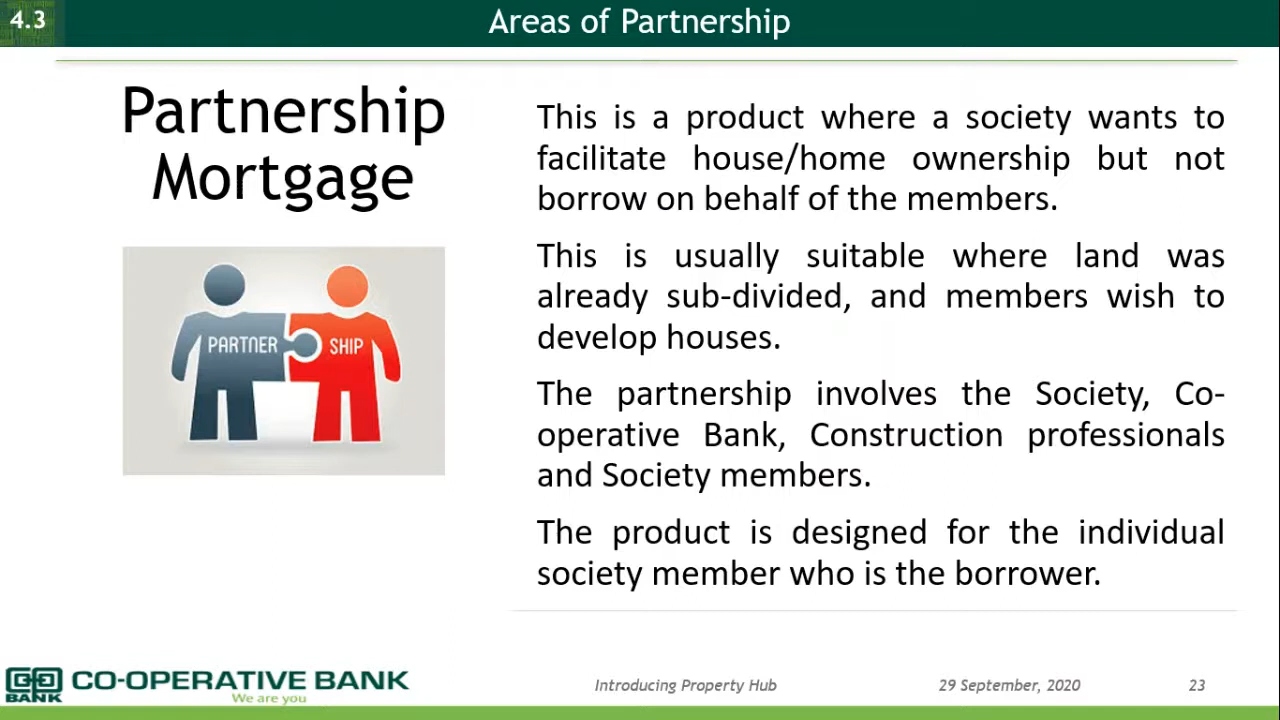 4.3
Areas of Partnership
Partnership
Mortgage
PARTNER
SHIP
This is a product where a society wants to
facilitate house/home ownership but not
borrow on behalf of the members.
This is usually suitable where land was
already sub-divided, and members wish to
develop houses.
The partnership involves the Society, Co-
operative Bank, Construction professionals
and Society members.
The product is designed for the individual
society member who is the borrower.
BANK
CO-OPERATIVE BANK
We are you
Introducing Property Hub
29 September, 2020
23